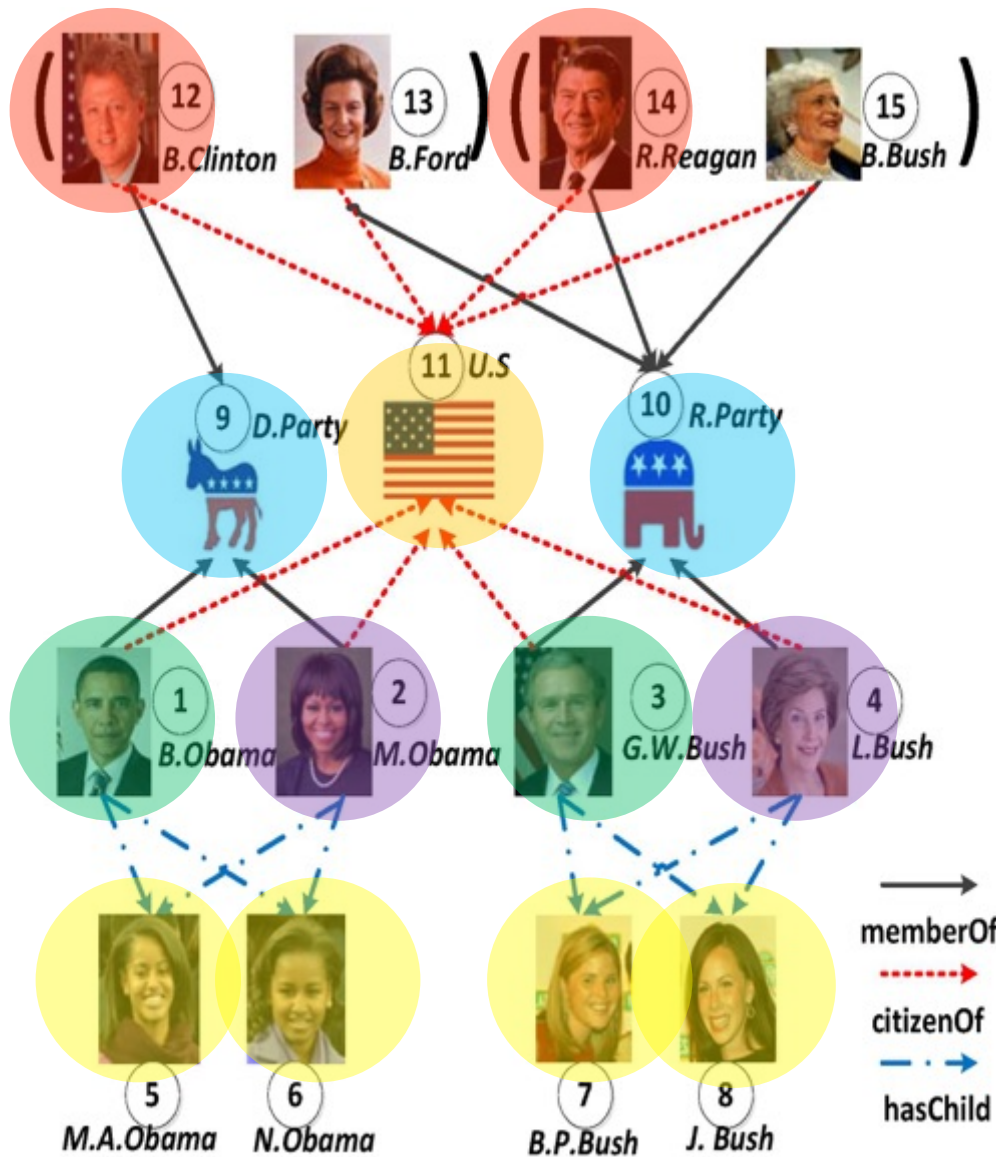 ( 12 B.Clinton 13 B.Ford ) ( 14 R.Reagan 15 B.Bush )
11 U.S
9 D.Party
10 R.Party
1 B.Obama
2 M.Obama
3 G.W.Bush
4 L.Bush
5 M.A.Obama
6 N.Obama
7 B.P.Bush
8 J. Bush
memberOf
citizenOf
hasChild